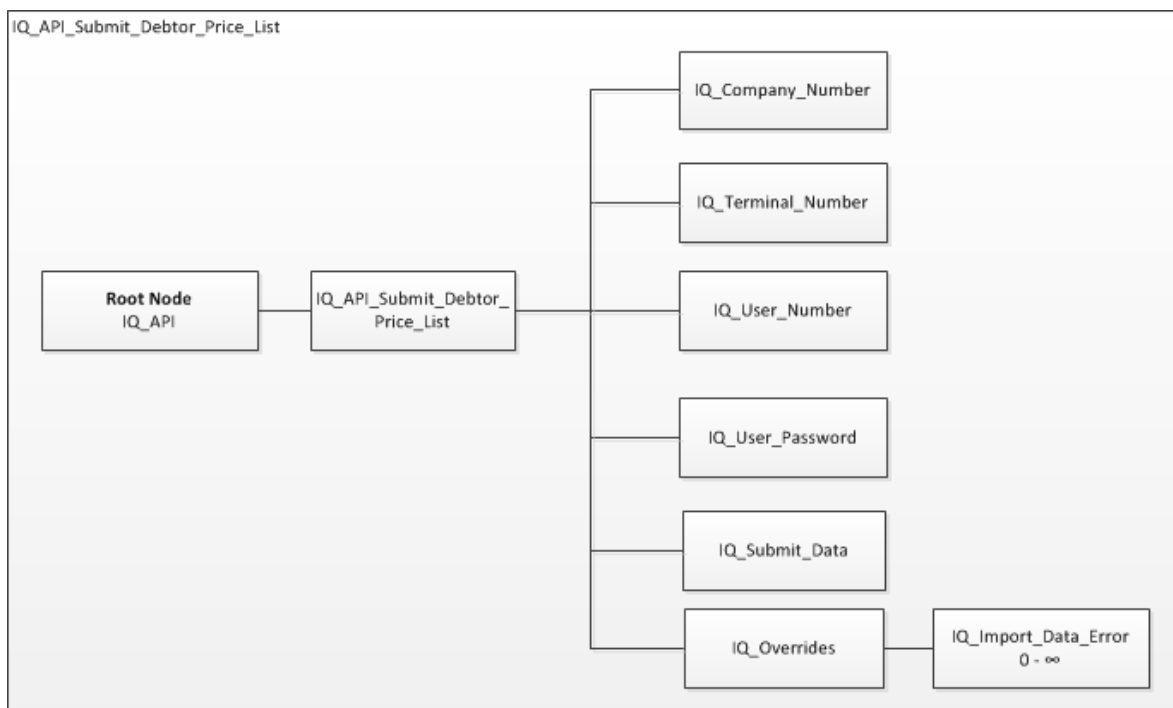 IQ_API_Submit_Debtor_Price_List
IQ_Company_Number
IQ_Terminal_Number
Root Node
IQ_API
IQ_API_Submit_Debtor_
Price_List
IQ_User_Number
IQ_User_Password
IQ_Submit_Data
IQ_Overrides
IQ_Import_Data_Error
0 - ∞